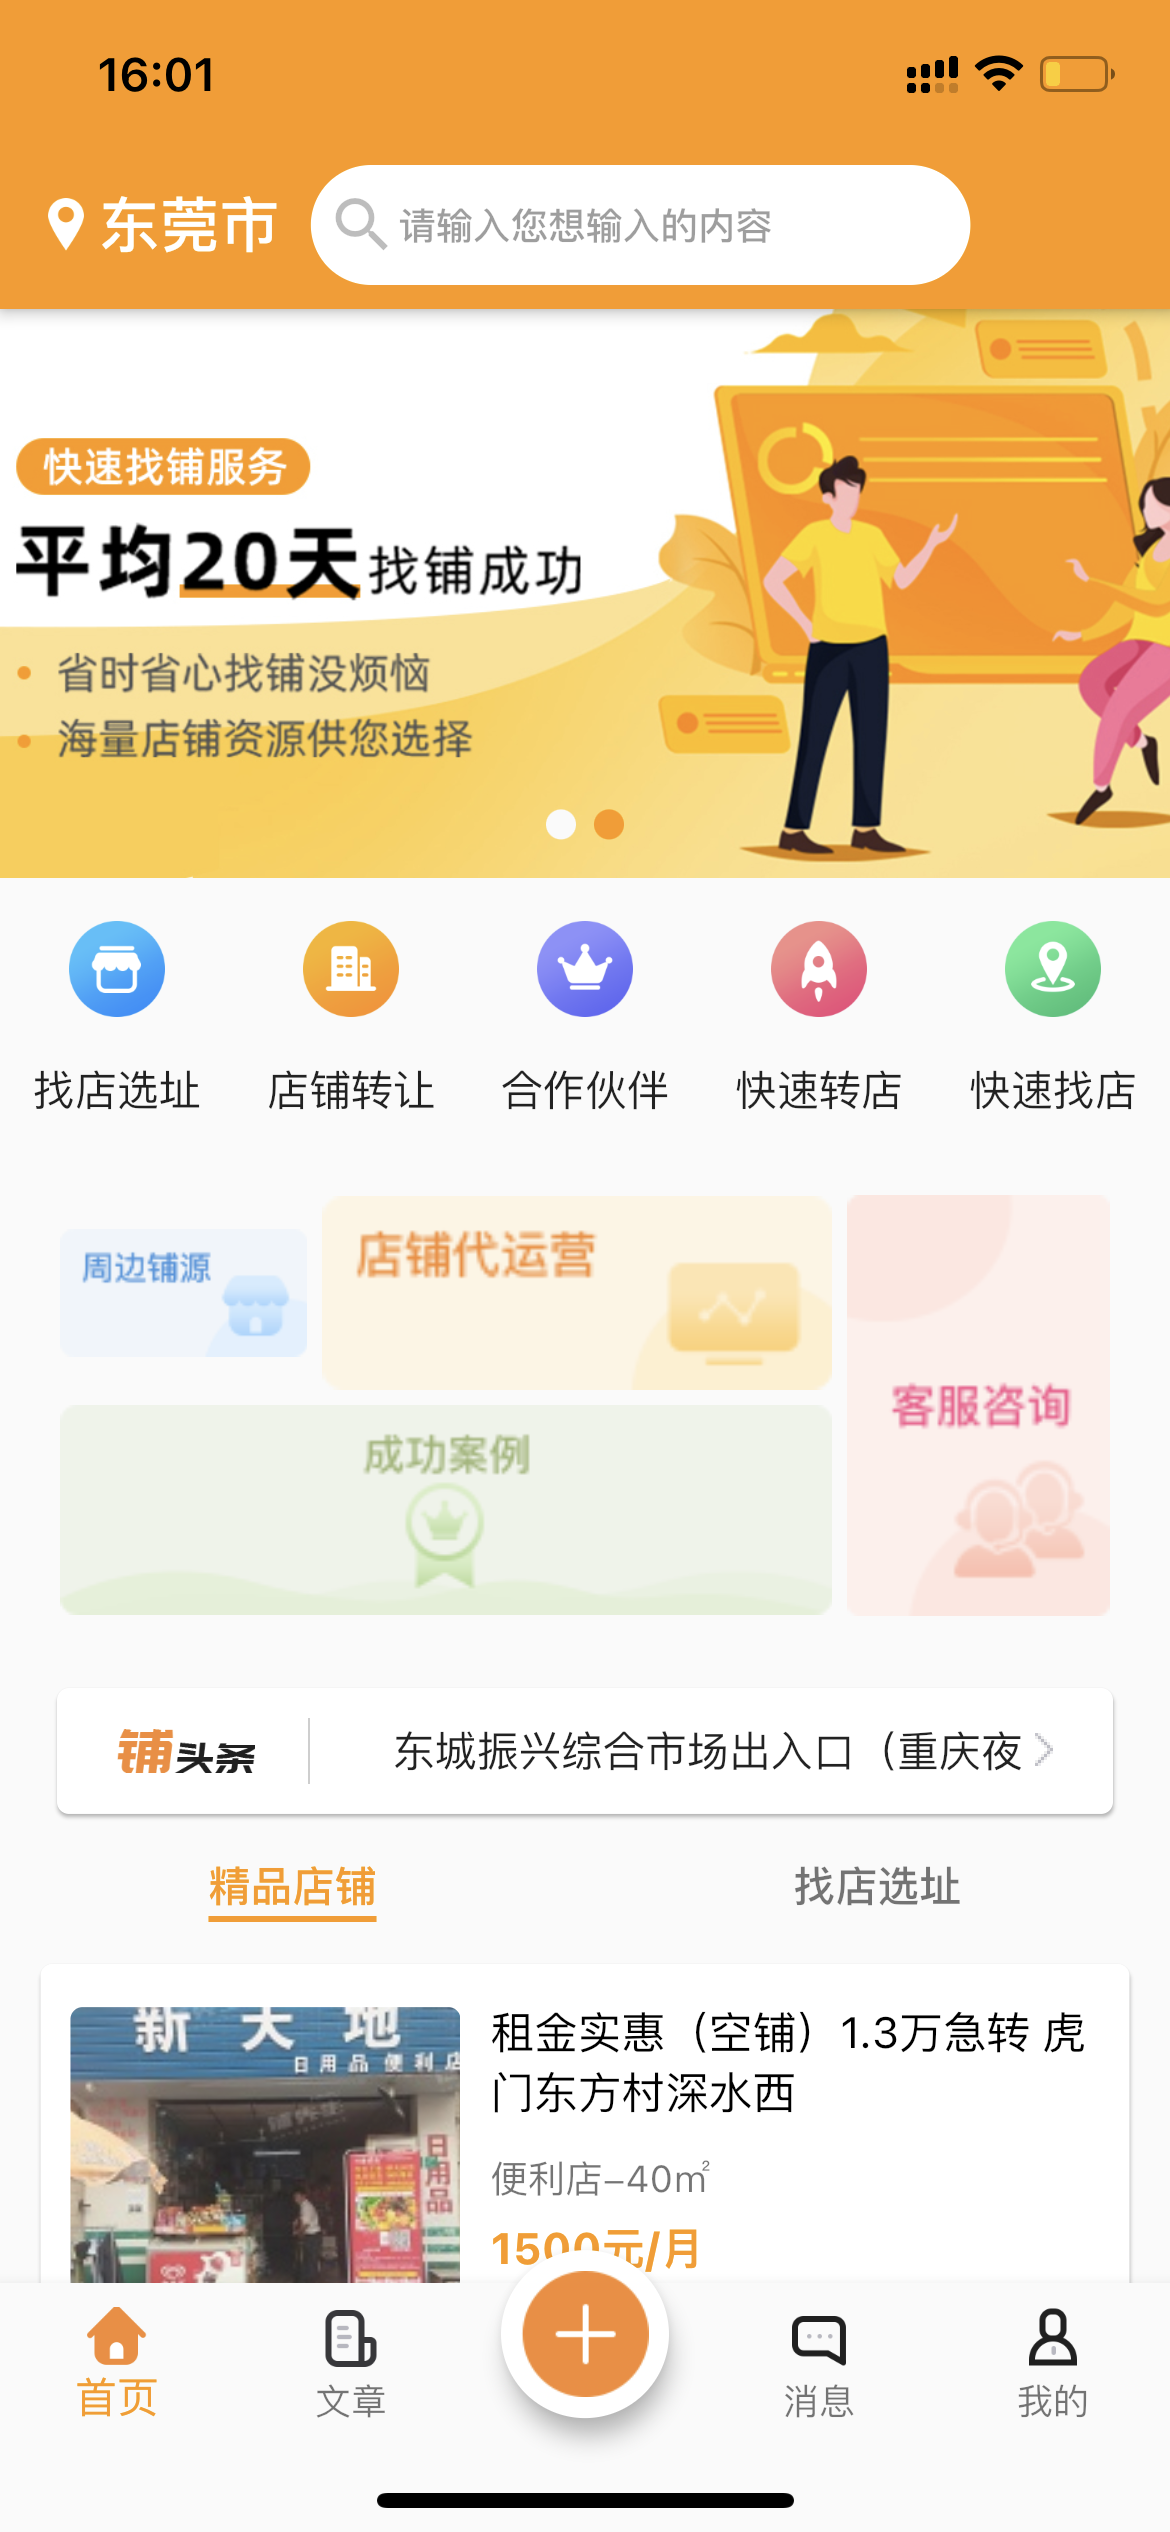 16:01
东莞市
请输入您想输入的内容
快速找铺服务
平均20天找铺成功
省时省心找铺没烦恼
海量店铺资源供您选择
找店选址
店铺转让
合作伙伴
快速转店
快速找店
周边铺源
店铺代运营
客服咨询
成功案例
铺头条
东城振兴综合市场出入口（重庆夜
精品店铺
找店选址
新天地
日用品便利店
日用品
租金实惠（空铺）1.3万急转 虎
门东方村深水西
便利店-40㎡
1500元/月
首页
文章
消息
我的